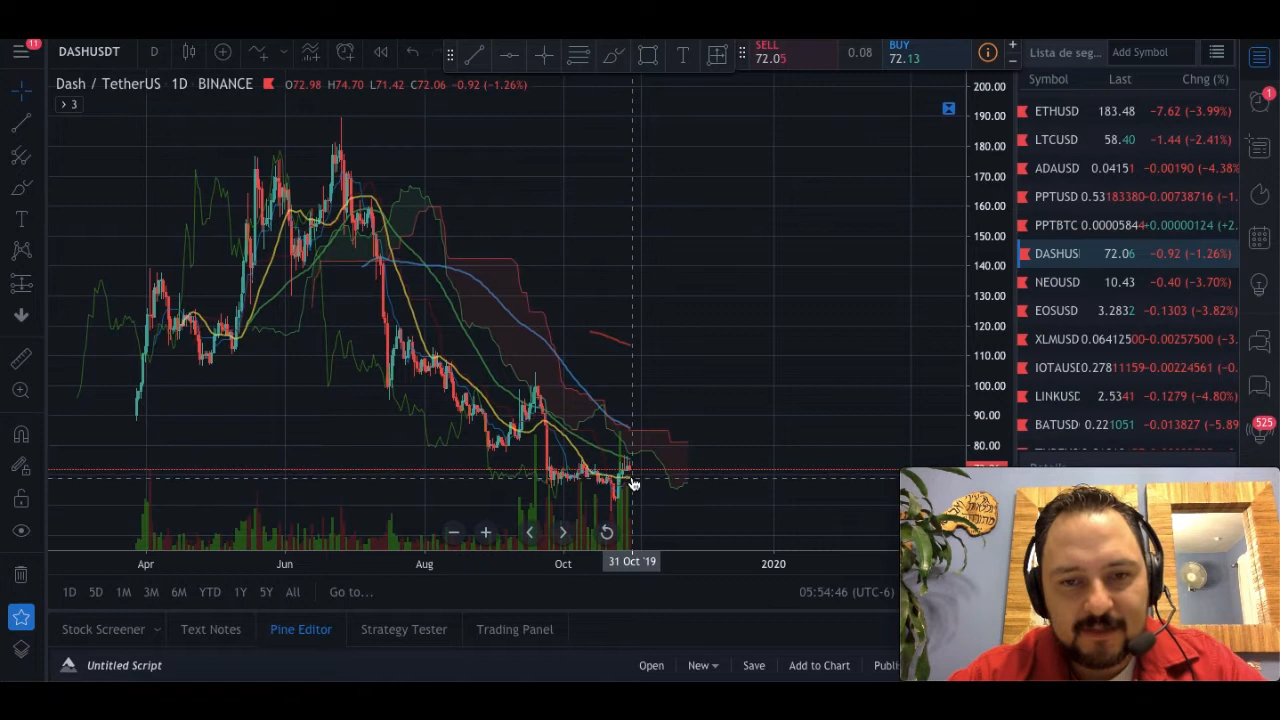 11
DASHUSDT
D
T
SELL
72.05
0.08
BUY
72.13
Lista de seg...
Add Symbol
Dash / TetherUS · 1D · BINANCE
O72.98 H74.70 L71.42 C72.06 -0.92 (-1.26%)
3
Symbol Last Chng (%)
ETHUSD 183.48 -7.62 (-3.99%)
LTCUSD 58.40 -1.44 (-2.41%)
ADAUSD 0.04151 -0.00190 (-4.38%
PPTUSD 0.53183380 -0.00738716 (-1.
PPTBTC 0.00005844 +0.00000124 (+2.
DASHUS 72.06 -0.92 (-1.26%)
NEOUSD 10.43 -0.40 (-3.70%)
EOSUSD 3.2832 -0.1303 (-3.82%)
XLMUSD 0.06412500 -0.00257500 (-3.
IOTAUSD 0.27811159 -0.00224561 (-0.
LINKUSD 2.5341 -0.1279 (-4.80%)
BATUSD 0.221051 -0.013827 (-5.89
200.00
190.00
180.00
170.00
160.00
150.00
140.00
130.00
120.00
110.00
100.00
90.00
80.00
1
525
Apr Jun Aug Oct 31 Oct '19 2020
1D 5D 1M 3M 6M YTD 1Y 5Y All Go to...
05:54:46 (UTC-6)
Stock Screener Text Notes Pine Editor Strategy Tester Trading Panel
Untitled Script
Open New Save Add to Chart Publi